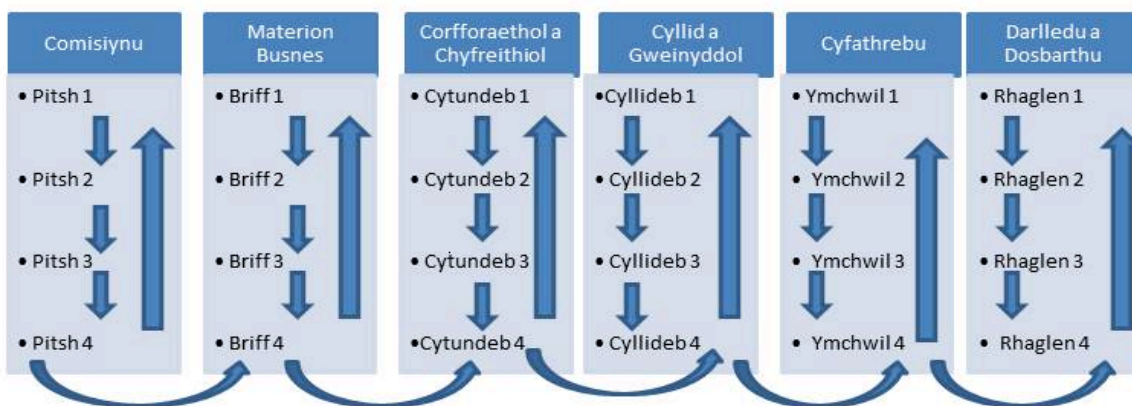 Comisiynu
• Pitsh 1
• Pitsh 2
• Pitsh 3
• Pitsh 4
Materion
Busnes
• Briff 1
• Briff 2
• Briff 3
• Briff 4
Corfforaethol a
Chyfreithiol
• Cytundeb 1
• Cytundeb 2
• Cytundeb 3
•Cytundeb 4
Cyllid a
Gweinyddol
•Cyllideb 1
• Cyllideb 2
• Cyllideb 3
• Cyllideb 4
Cyfathrebu
• Ymchwil 1
• Ymchwil 2
• Ymchwil 3
• Ymchwil 4
Darlledu a
Dosbarthu
• Rhaglen 1
• Rhaglen 2
• Rhaglen 3
• Rhaglen 4